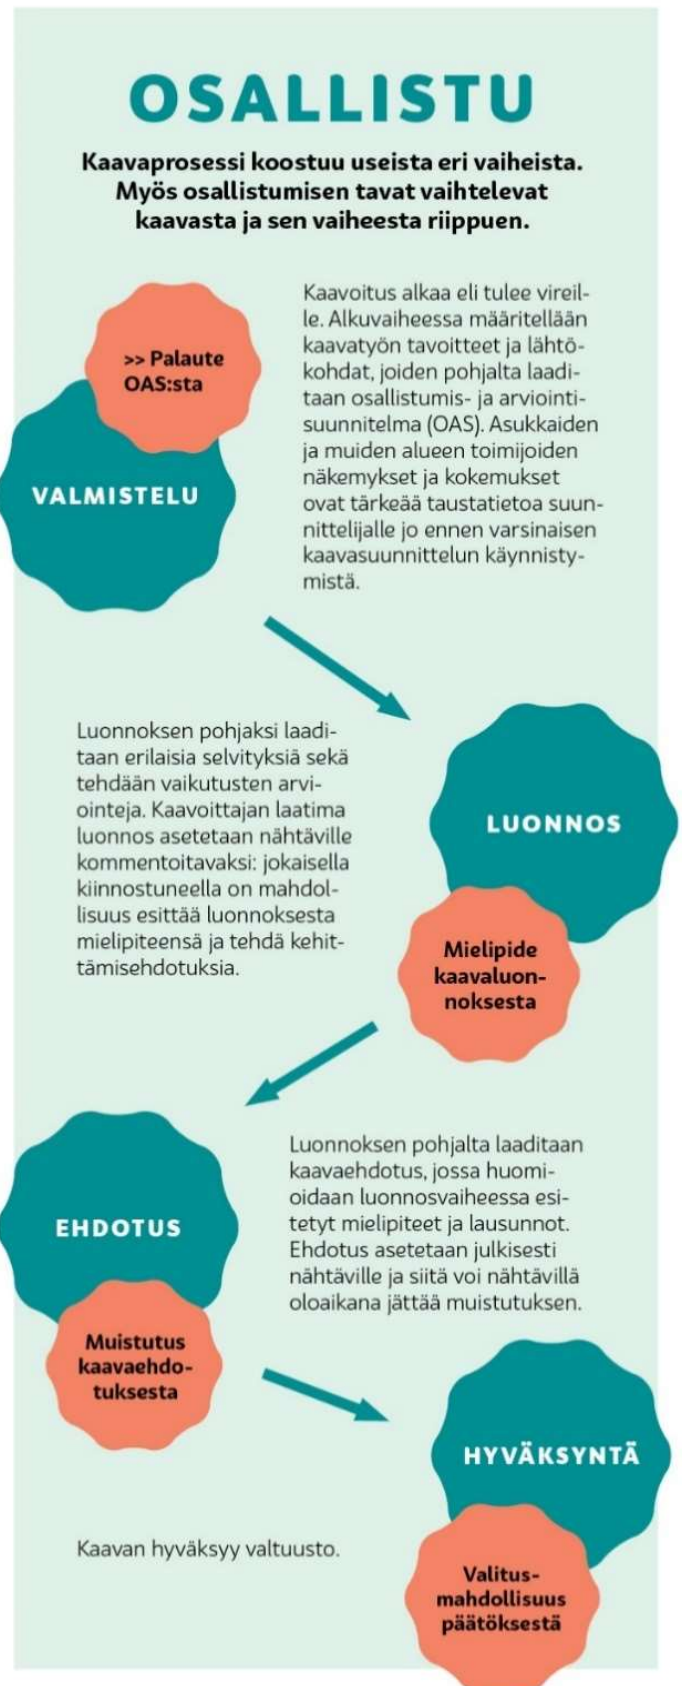 OSALLISTU
Kaavaprosessi koostuu useista eri vaiheista.
Myös osallistumisen tavat vaihtelevat
kaavasta ja sen vaiheesta riippuen.
>> Palaute
OAS:sta
VALMISTELU
Kaavoitus alkaa eli tulee vireil-
le. Alkuvaiheessa määritellään
kaavatyön tavoitteet ja lähtö-
kohdat, joiden pohjalta laadi-
taan osallistumis- ja arviointi-
suunnitelma (OAS). Asukkaiden
ja muiden alueen toimijoiden
näkemykset ja kokemukset
ovat tärkeää taustatietoa suun-
nittelijalle jo ennen varsinaisen
kaavasuunnittelun käynnisty-
mistä.
Luonnoksen pohjaksi laadi-
taan erilaisia selvityksiä sekä
tehdään vaikutusten arvi-
ointeja. Kaavoittajan laatima
luonnos asetetaan nähtäville
kommentoitavaksi: jokaisella
kiinnostuneella on mahdol-
lisuus esittää luonnoksesta
mielipiteensä ja tehdä kehit-
tämisehdotuksia.
LUONNOS
Mielipide
kaavaluon-
noksesta
EHDOTUS
Muistutus
kaavaehdo-
tuksesta
Luonnoksen pohjalta laaditaan
kaavaehdotus, jossa huomi-
oidaan luonnosvaiheessa esi-
tetyt mielipiteet ja lausunnot.
Ehdotus asetetaan julkisesti
nähtäville ja siitä voi nähtävillä
oloaikana jättää muistutuksen.
HYVÄKSYNTÄ
Kaavan hyväksyy valtuusto.
Valitus-
mahdollisuus
päätöksestä